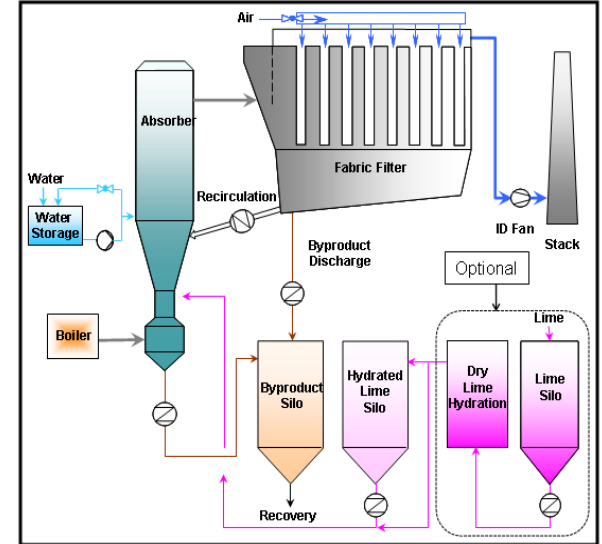 Air
Absorber
Fabric Filter
Water
Recirculation
Water
Storage
ID Fan
Stack
Byproduct
Discharge
Optional
Boiler
Lime
Byproduct
Silo
Hydrated
Lime
Silo
Dry
Lime
Hydration
Lime
Silo
Recovery